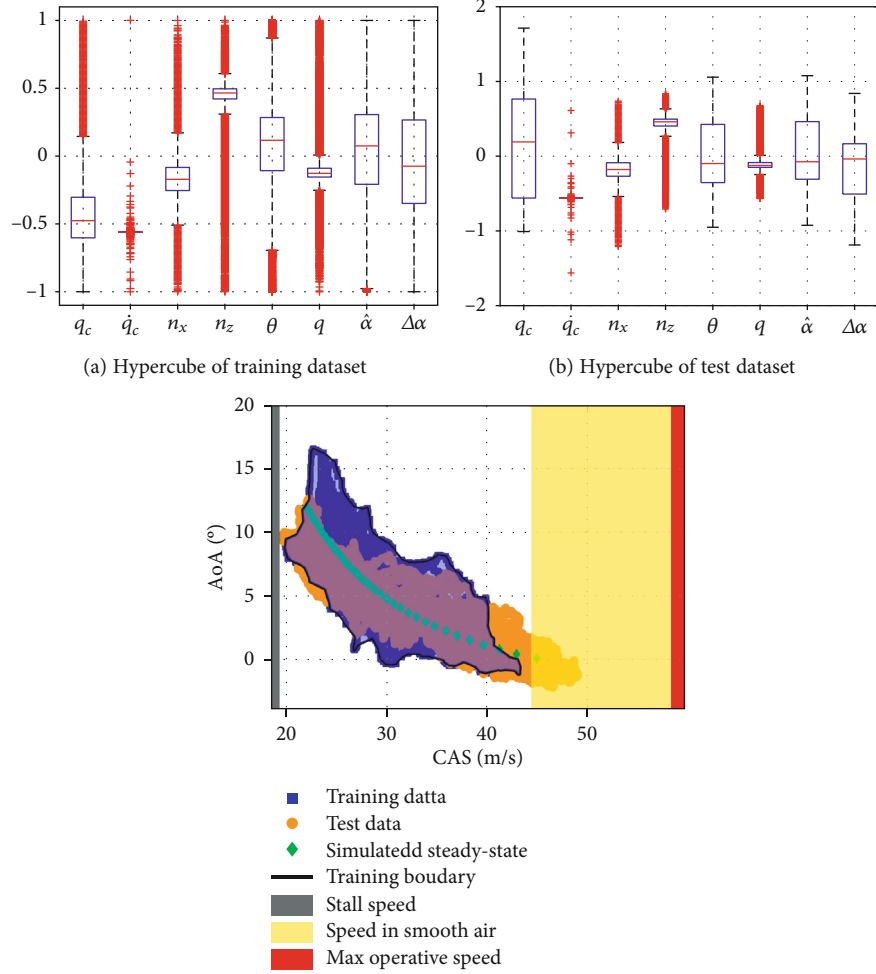 1
0.5
0
−0.5
−1
q_c
q̇_c
n_x
n_z
θ
q
α̂
Δα
(a) Hypercube of training dataset
2
1
0
−1
−2
q_c
q̇_c
n_x
n_z
θ
q
α̂
Δα
(b) Hypercube of test dataset
20
15
10
5
0
AoA (°)
20
30
40
50
CAS (m/s)
Training datta
Test data
Simulatedd steady-state
Training boudary
Stall speed
Speed in smooth air
Max operative speed